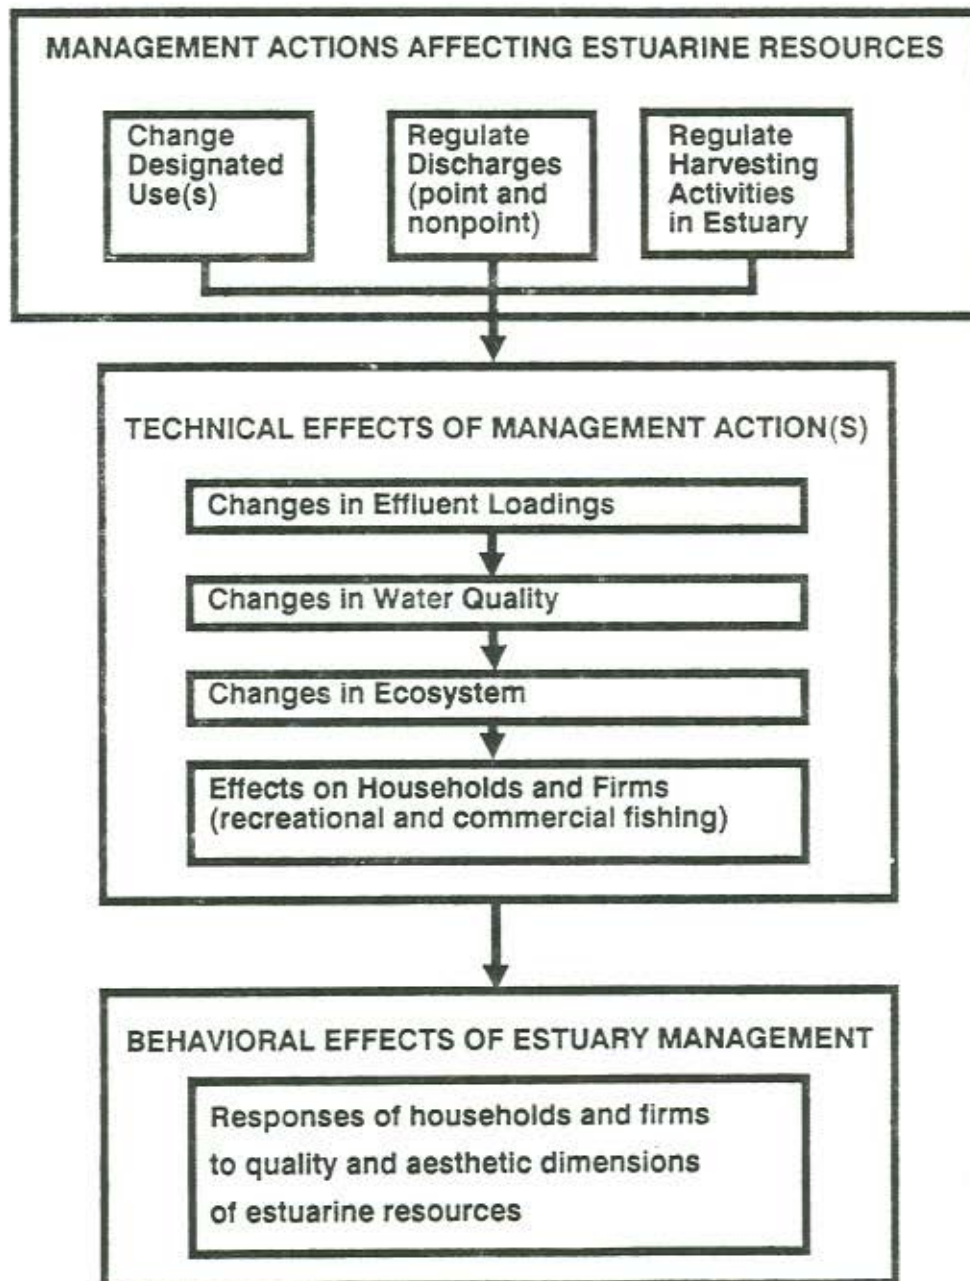 MANAGEMENT ACTIONS AFFECTING ESTUARINE RESOURCES
Change
Designated
Use(s)
Regulate
Discharges
(point and
nonpoint)
Regulate
Harvesting
Activities
in Estuary
TECHNICAL EFFECTS OF MANAGEMENT ACTION(S)
Changes in Effluent Loadings
Changes in Water Quality
Changes in Ecosystem
Effects on Households and Firms
(recreational and commercial fishing)
BEHAVIORAL EFFECTS OF ESTUARY MANAGEMENT
Responses of households and firms
to quality and aesthetic dimensions
of estuarine resources